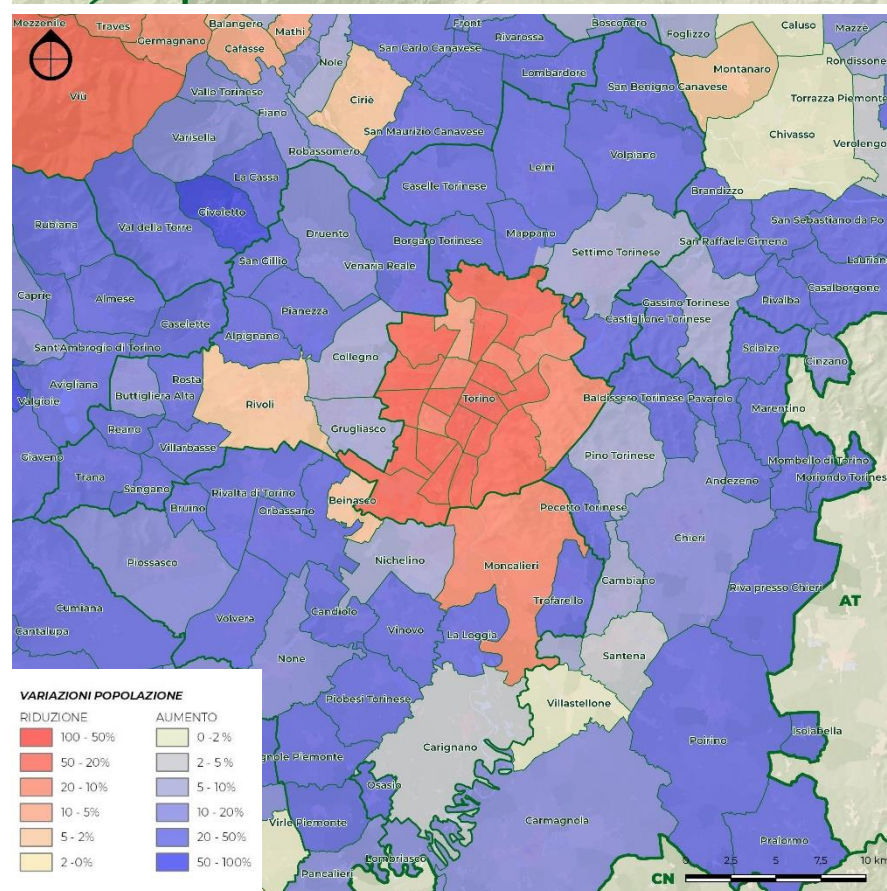 Mezzenile
Traves
Balangero
Mathi
Front
Rivarossa
Bosconero
Foglizzo
Caluso
Mazzè
Germagnano
Cafasse
Nole
San Carlo Canavese
Lombardore
San Benigno Canavese
Montanaro
Rondissone
Viù
Vallo Torinese
Ciriè
Fiano
Torrazza Piemonte
Varisella
San Maurizio Canavese
Chivasso
Verolengo
Robassomero
Leini
Volpiano
La Cassa
Caselle Torinese
Brandizzo
Givoletto
Rubiana
Val della Torre
Druento
Borgaro Torinese
Mappano
Settimo Torinese
San Raffaele Cimena
San Sebastiano da Po
San Gillio
Venaria Reale
Lauriano
Caprie
Almese
Pianezza
Gassino Torinese
Rivalba
Casalborgone
Caselette
Alpignano
Castiglione Torinese
Sant'Ambrogio di Torino
Collegno
Sciolze
Cinzano
Avigliana
Rosta
Buttigliera Alta
Valgioie
Rivoli
Torino
Baldissero Torinese
Pavarolo
Marentino
Reano
Grugliasco
Giaveno
Villarbasse
Pino Torinese
Mombello di Torino
Trana
Andezeno
Moriondo Torinese
Sangano
Rivalta di Torino
Beinasco
Bruino
Orbassano
Pecetto Torinese
Chieri
Piossasco
Nichelino
Moncalieri
Cambiano
Riva presso Chieri
AT
Cumiana
Volvera
Candiolo
Trofarello
Cantalupa
Vinovo
La Loggia
None
Santena
VARIAZIONI POPOLAZIONE
RIDUZIONE AUMENTO
100 - 50% 0 -2 %
50 - 20% 2 - 5 %
20 - 10% 5 - 10%
10 - 5% 10 - 20%
5 - 2% 20 - 50%
2 -0% 50 - 100%
Piobesi Torinese
Villastellone
Carignano
Poirino
Isolabella
gnole Piemonte
Osasio
Virle Piemonte
Carmagnola
Pralormo
Lombriasco
Pancalieri
CN
0 2,5 5 7,5 10 km